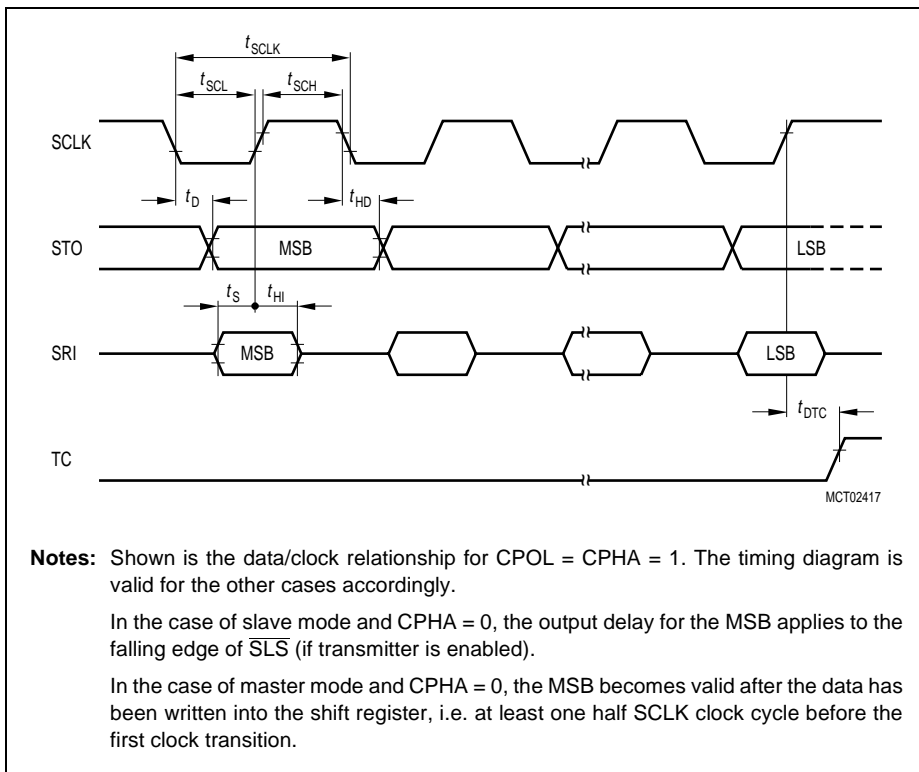 tSCLK
tSCL
tSCH
SCLK
tD
tHD
STO
MSB
LSB
tS
tHI
SRI
MSB
LSB
tDTC
TC
MCT02417
Notes: Shown is the data/clock relationship for CPOL = CPHA = 1. The timing diagram is
valid for the other cases accordingly.
In the case of slave mode and CPHA = 0, the output delay for the MSB applies to the
falling edge of SLS (if transmitter is enabled).
In the case of master mode and CPHA = 0, the MSB becomes valid after the data has
been written into the shift register, i.e. at least one half SCLK clock cycle before the
first clock transition.